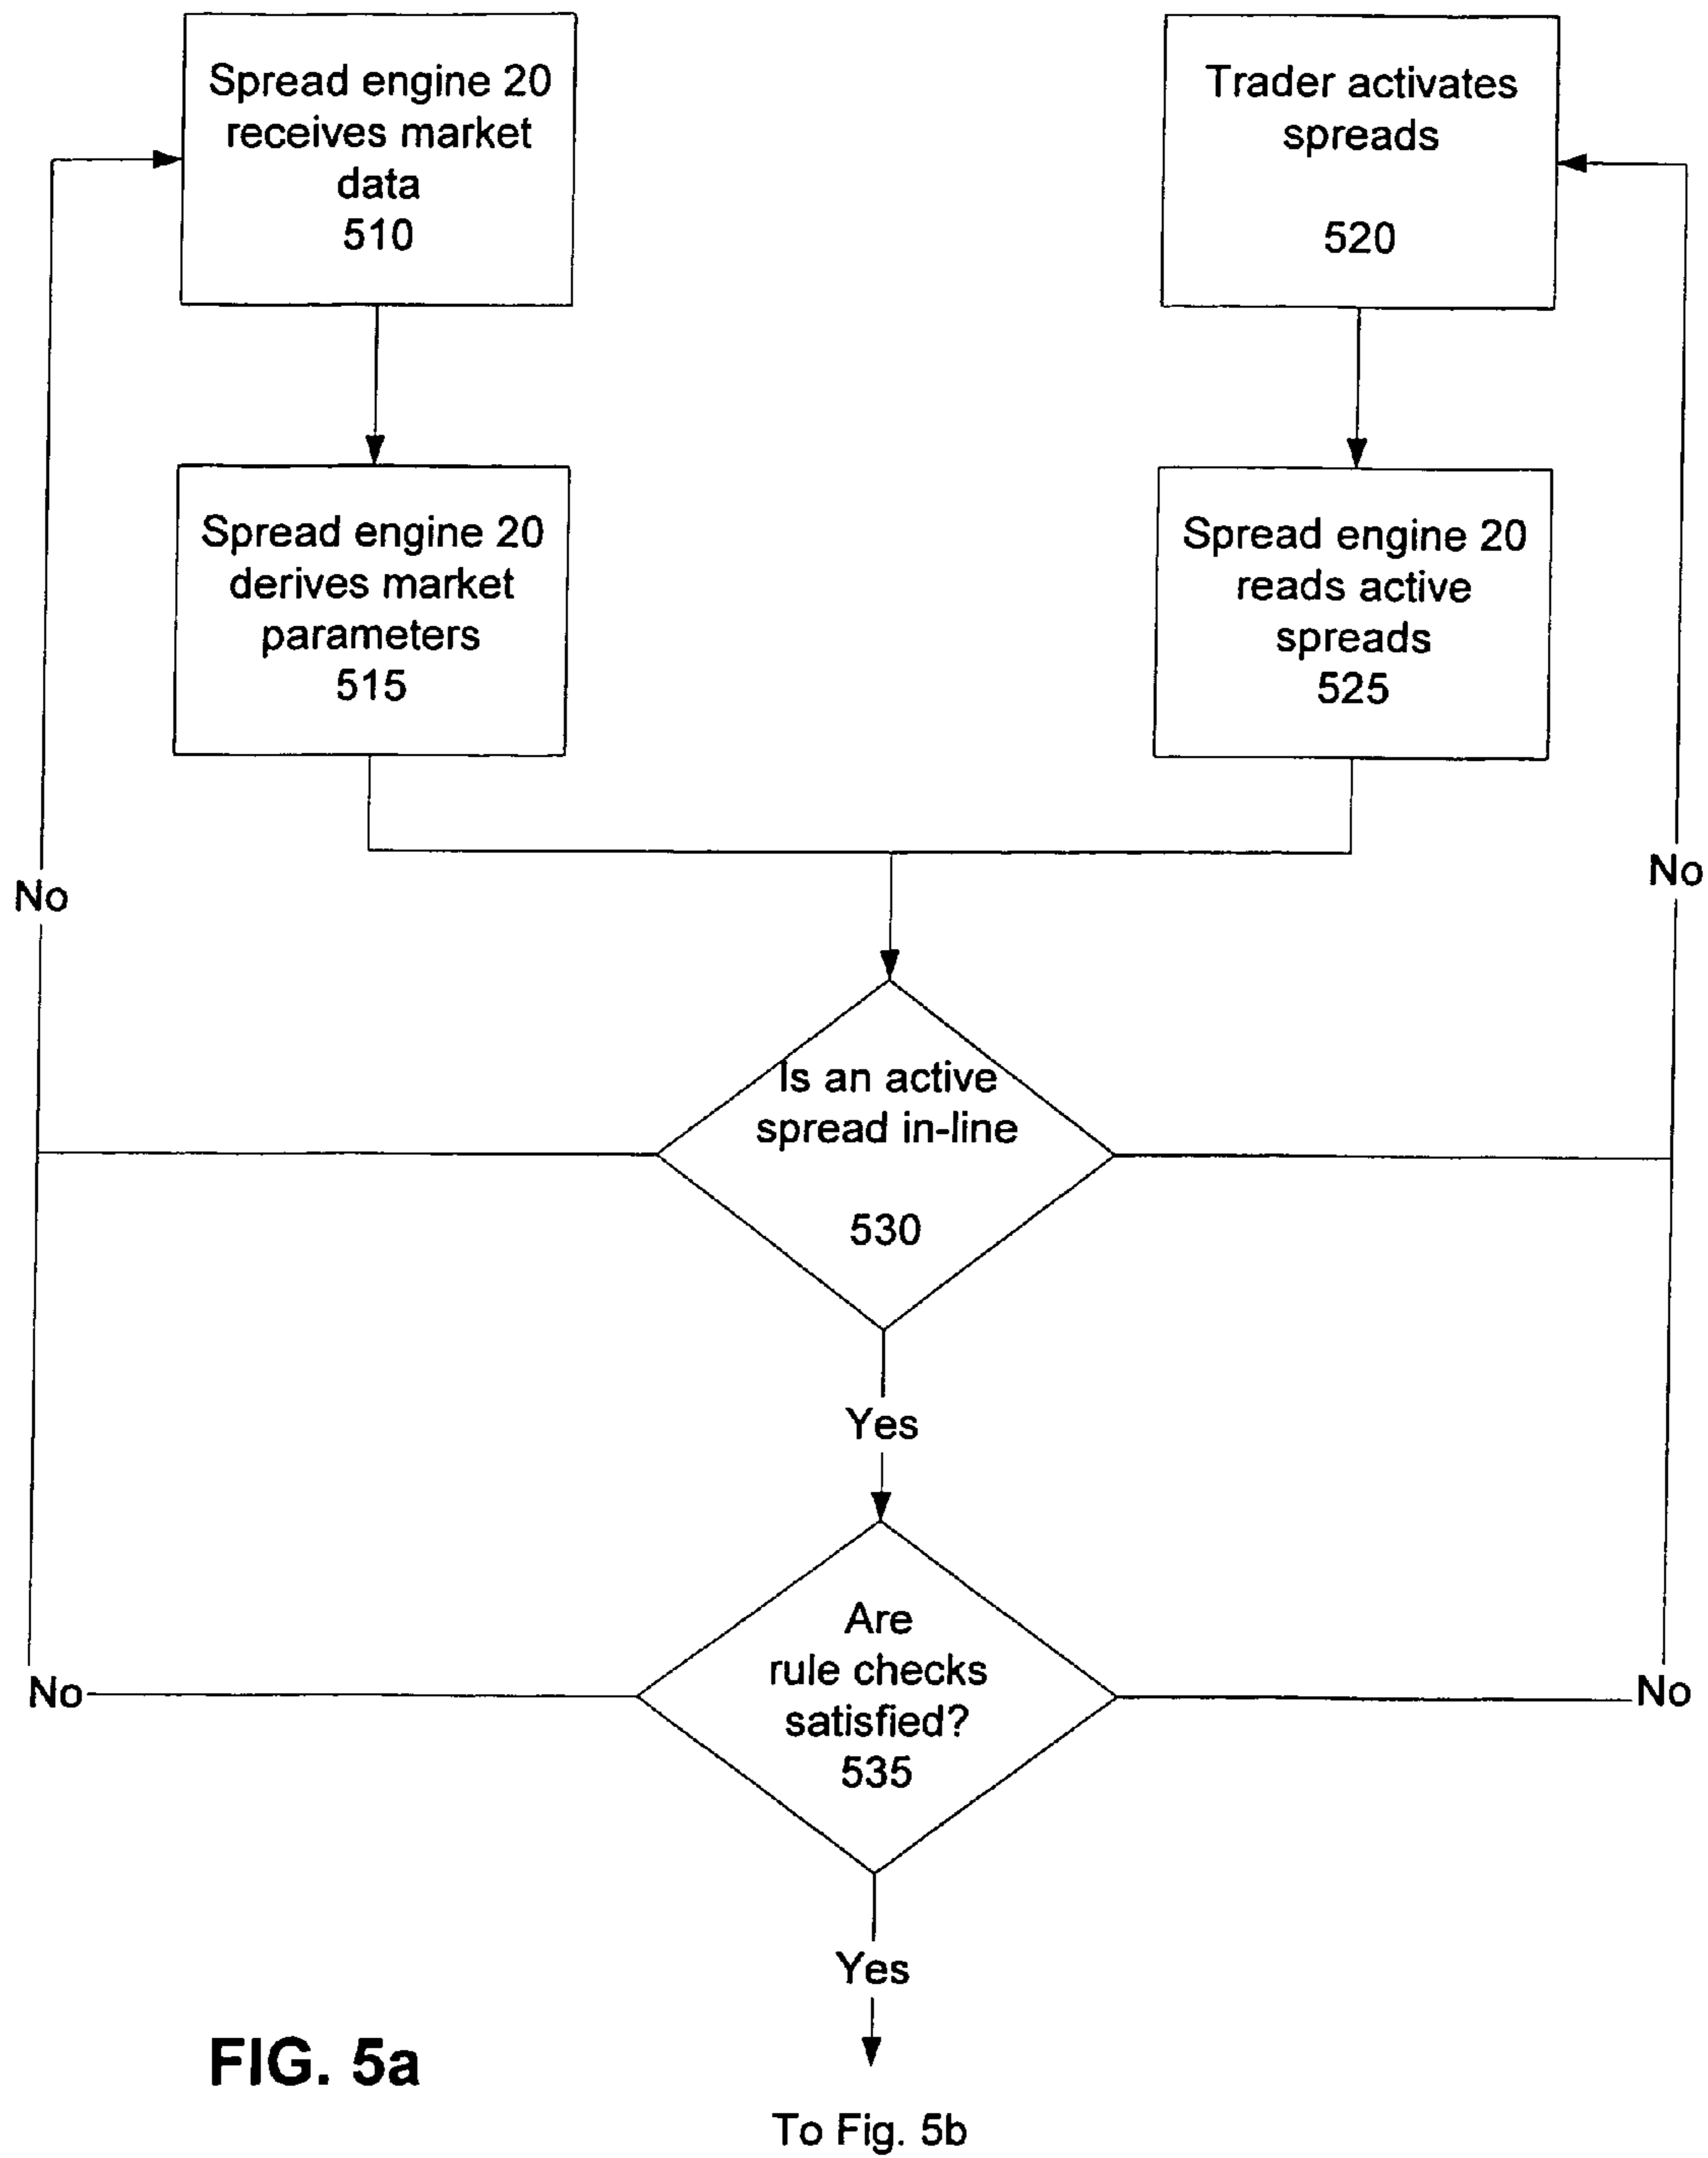 Spread engine 20
receives market
data
510
Trader activates
spreads
520
Spread engine 20
derives market
parameters
515
Spread engine 20
reads active
spreads
525
No
No
Is an active
spread in-line
530
Yes
Are
rule checks
satisfied?
535
No
No
Yes
FIG. 5a
To Fig. 5b